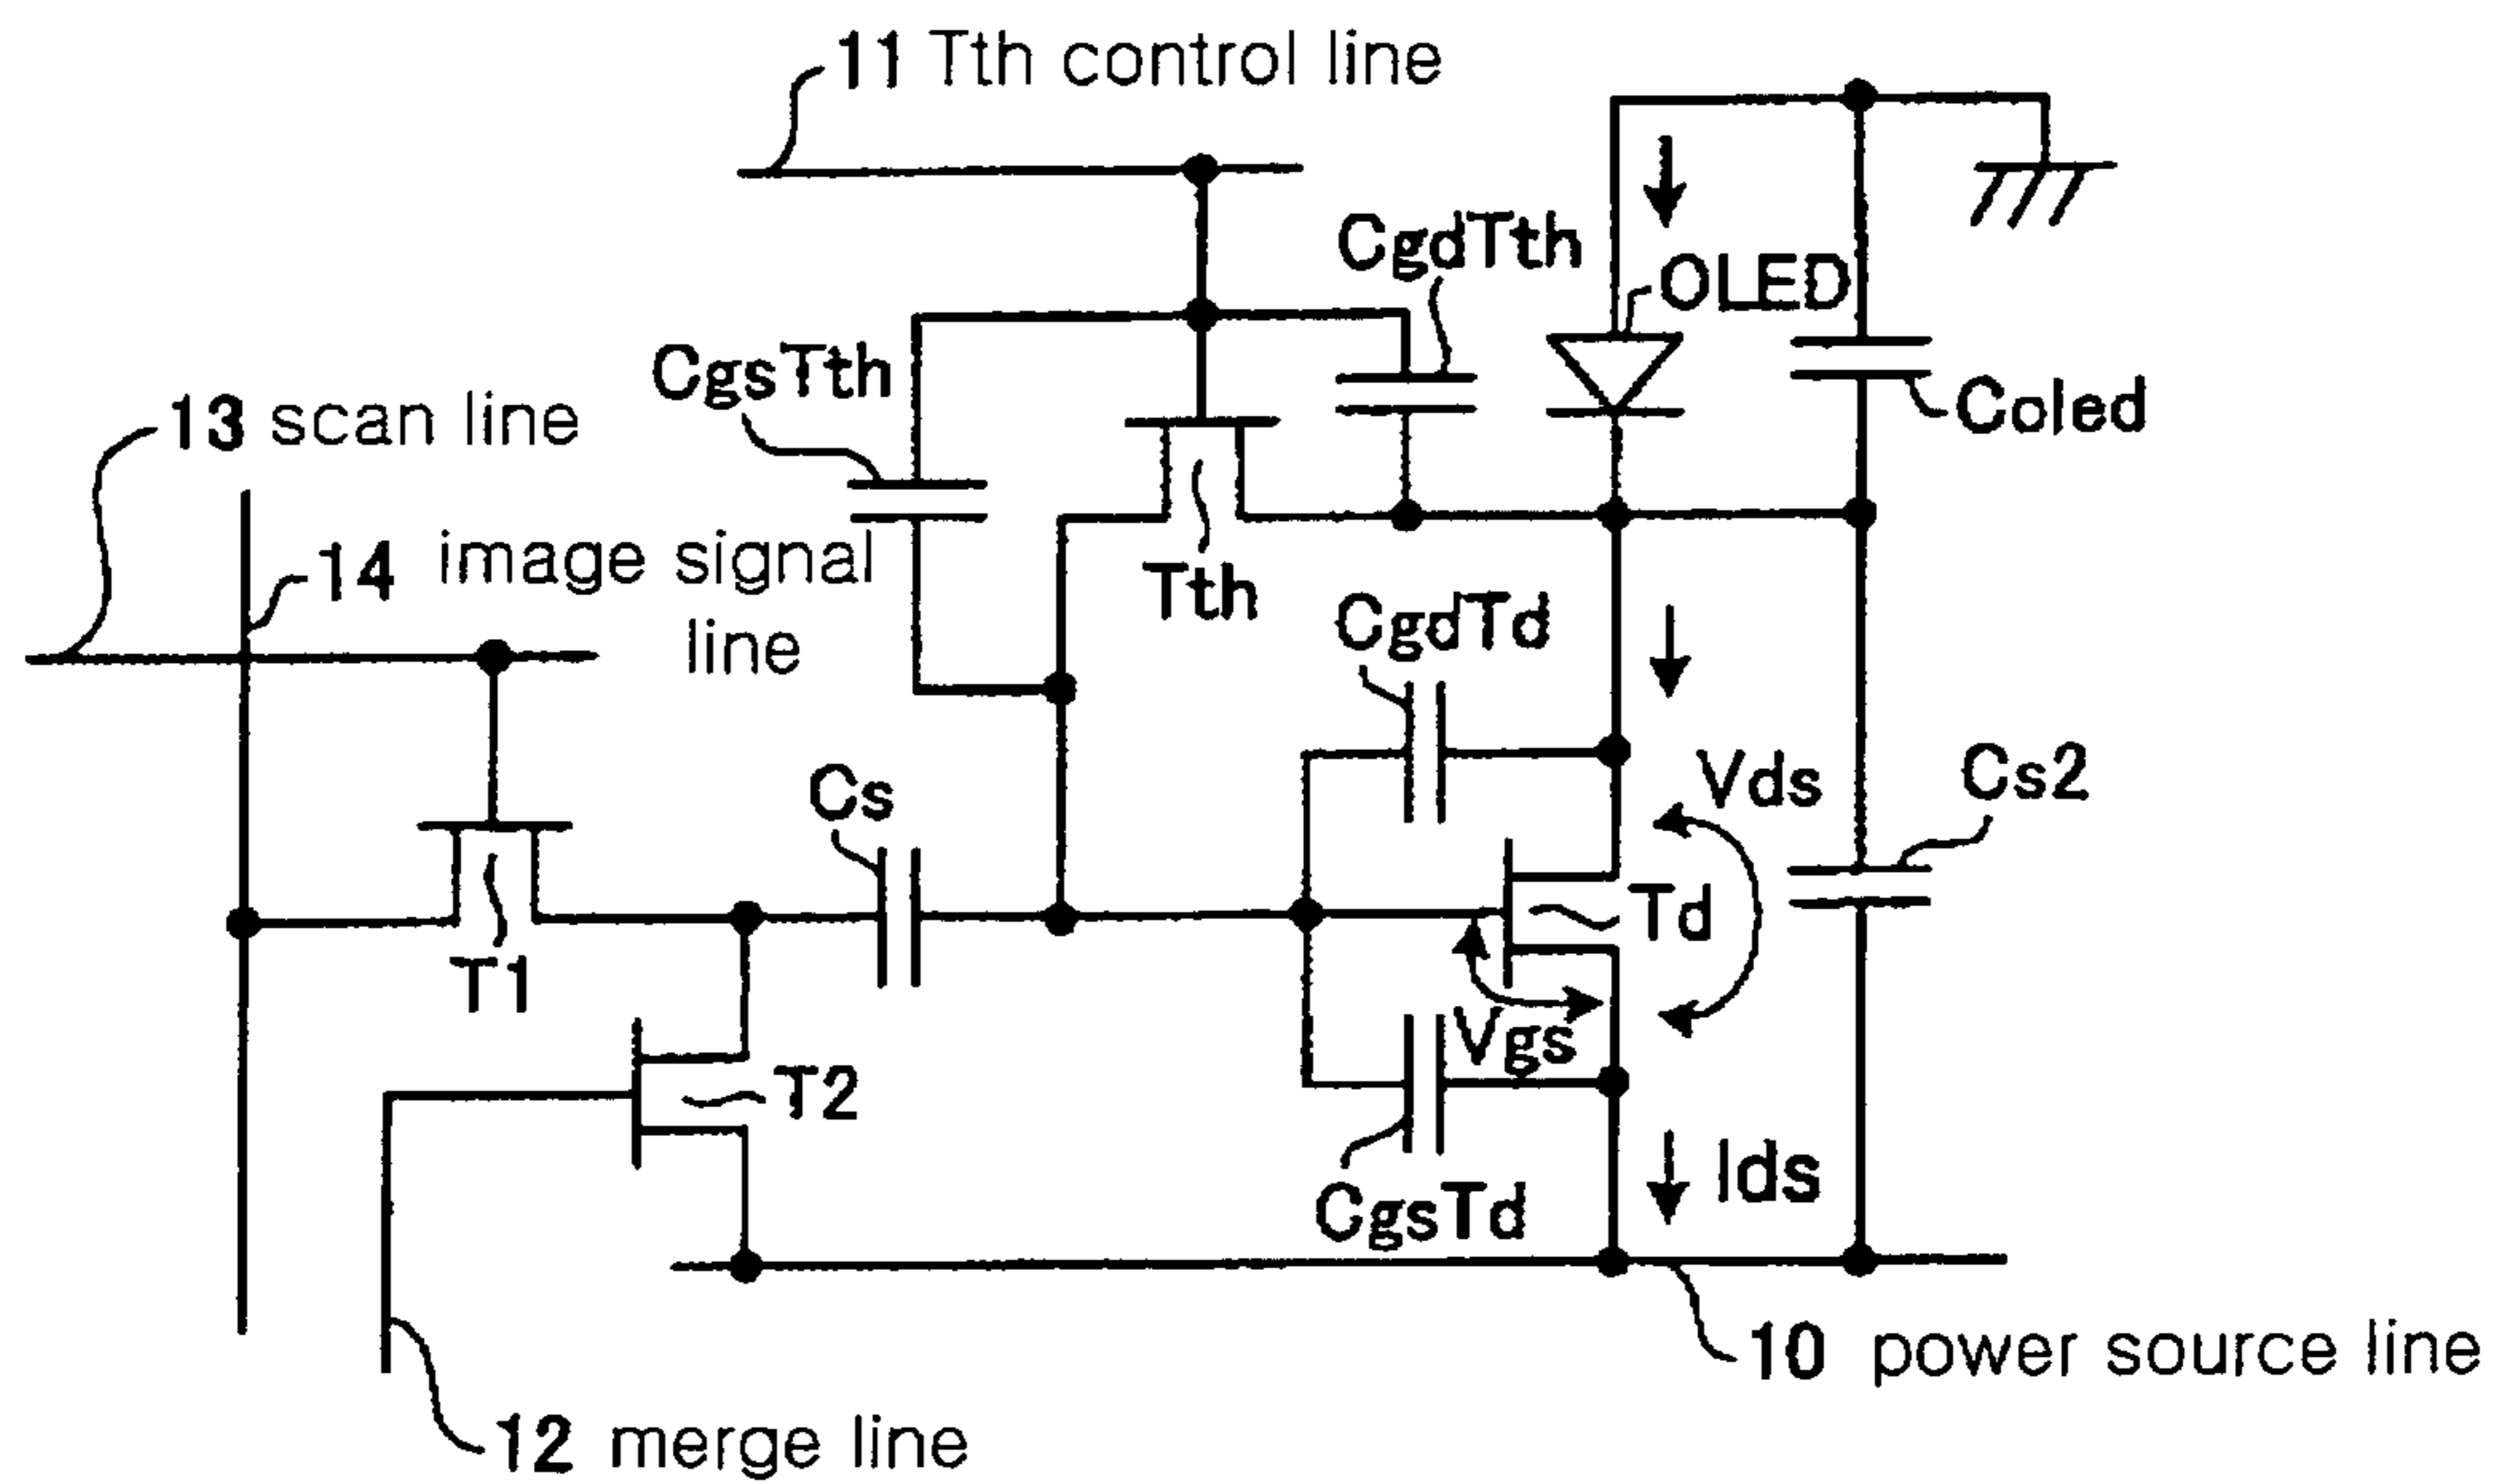 11 Tth control line
CgdTth
OLED
CgsTth
Coled
13 scan line
14 image signal
line
Tth
CgdTd
Vds
Cs2
Cs
Td
T1
Vgs
T2
Ids
CgsTd
10 power source line
12 merge line